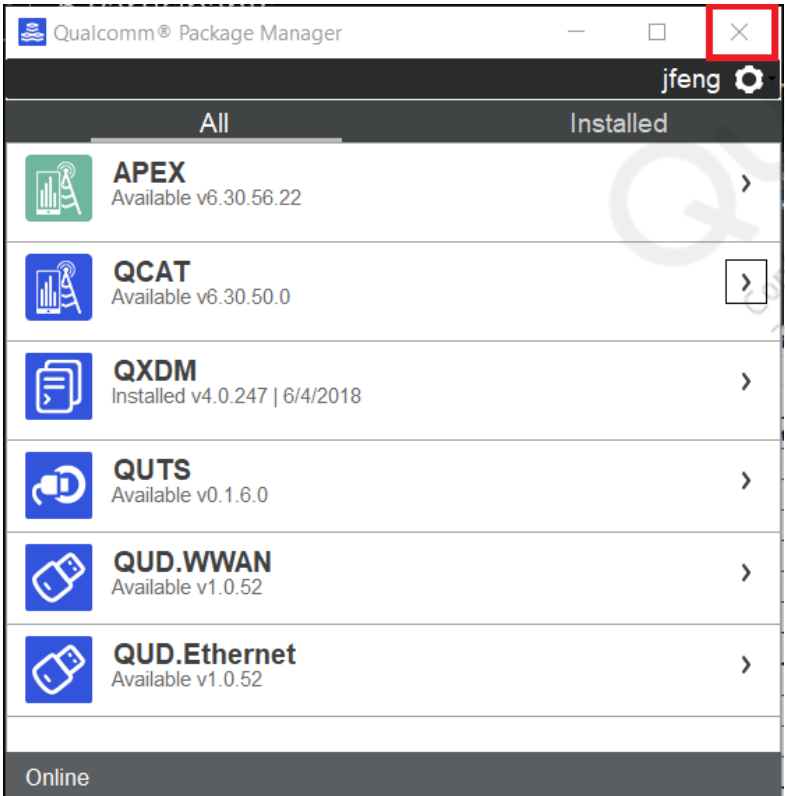 Qualcomm® Package Manager
jfeng
All Installed
APEX
Available v6.30.56.22
QCAT
Available v6.30.50.0
QXDM
Installed v4.0.247 | 6/4/2018
QUTS
Available v0.1.6.0
QUD.WWAN
Available v1.0.52
QUD.Ethernet
Available v1.0.52
Online